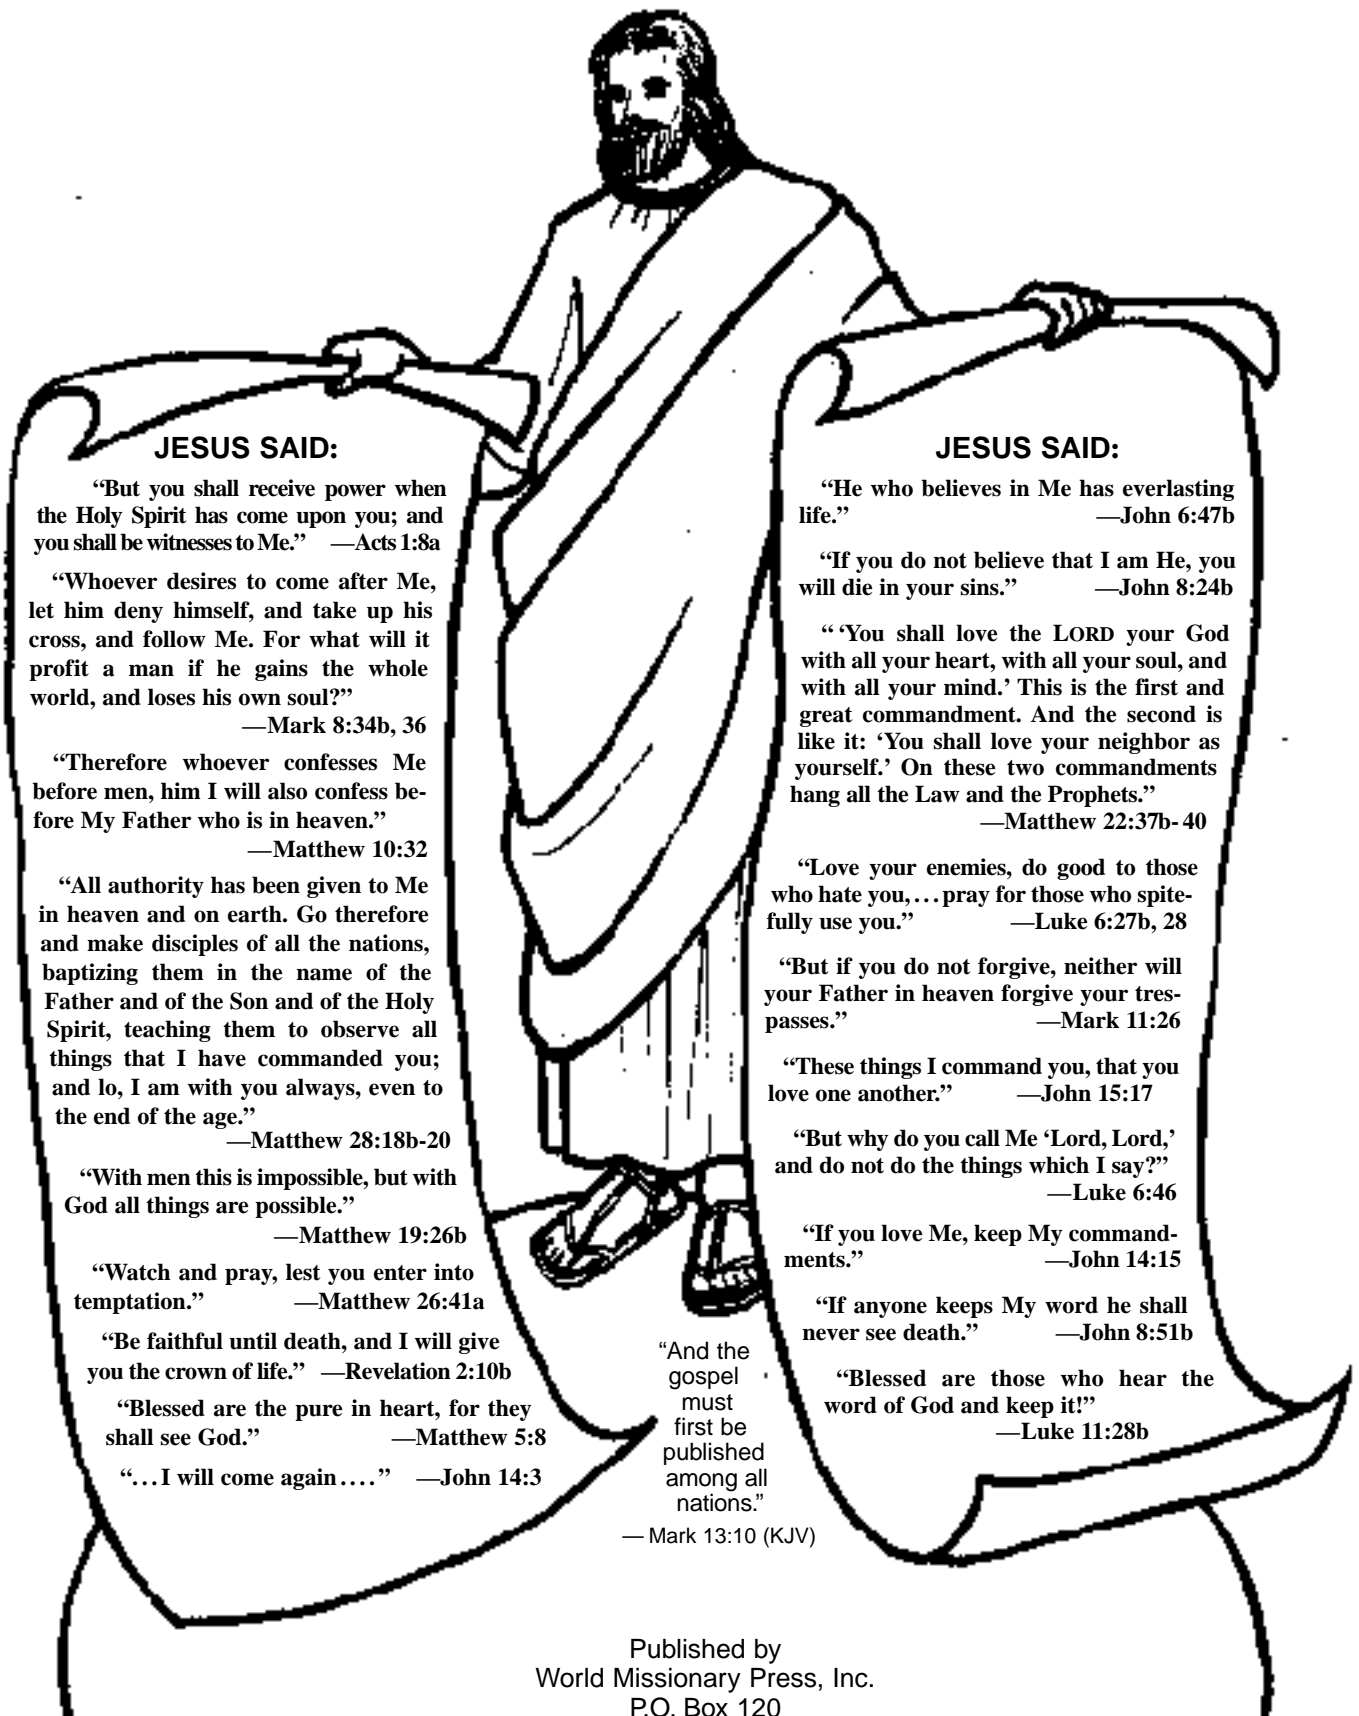 JESUS SAID:
“But you shall receive power when
the Holy Spirit has come upon you; and
you shall be witnesses to Me.” —Acts 1:8a
“Whoever desires to come after Me,
let him deny himself, and take up his
cross, and follow Me. For what will it
profit a man if he gains the whole
world, and loses his own soul?”
—Mark 8:34b, 36
“Therefore whoever confesses Me
before men, him I will also confess be-
fore My Father who is in heaven.”
—Matthew 10:32
“All authority has been given to Me
in heaven and on earth. Go therefore
and make disciples of all the nations,
baptizing them in the name of the
Father and of the Son and of the Holy
Spirit, teaching them to observe all
things that I have commanded you;
and lo, I am with you always, even to
the end of the age.”
—Matthew 28:18b-20
“With men this is impossible, but with
God all things are possible.”
—Matthew 19:26b
“Watch and pray, lest you enter into
temptation.” —Matthew 26:41a
“Be faithful until death, and I will give
you the crown of life.” —Revelation 2:10b
“Blessed are the pure in heart, for they
shall see God.” —Matthew 5:8
“...I will come again....” —John 14:3
JESUS SAID:
“He who believes in Me has everlasting
life.” —John 6:47b
“If you do not believe that I am He, you
will die in your sins.” —John 8:24b
“ ‘You shall love the LORD your God
with all your heart, with all your soul, and
with all your mind.’ This is the first and
great commandment. And the second is
like it: ‘You shall love your neighbor as
yourself.’ On these two commandments
hang all the Law and the Prophets.”
—Matthew 22:37b-40
“Love your enemies, do good to those
who hate you,...pray for those who spite-
fully use you.” —Luke 6:27b, 28
“But if you do not forgive, neither will
your Father in heaven forgive your tres-
passes.” —Mark 11:26
“These things I command you, that you
love one another.” —John 15:17
“But why do you call Me ‘Lord, Lord,’
and do not do the things which I say?”
—Luke 6:46
“If you love Me, keep My command-
ments.” —John 14:15
“If anyone keeps My word he shall
never see death.” —John 8:51b
“Blessed are those who hear the
word of God and keep it!”
—Luke 11:28b
“And the
gospel
must
first be
published
among all
nations.”
— Mark 13:10 (KJV)
Published by
World Missionary Press, Inc.
P.O. Box 120